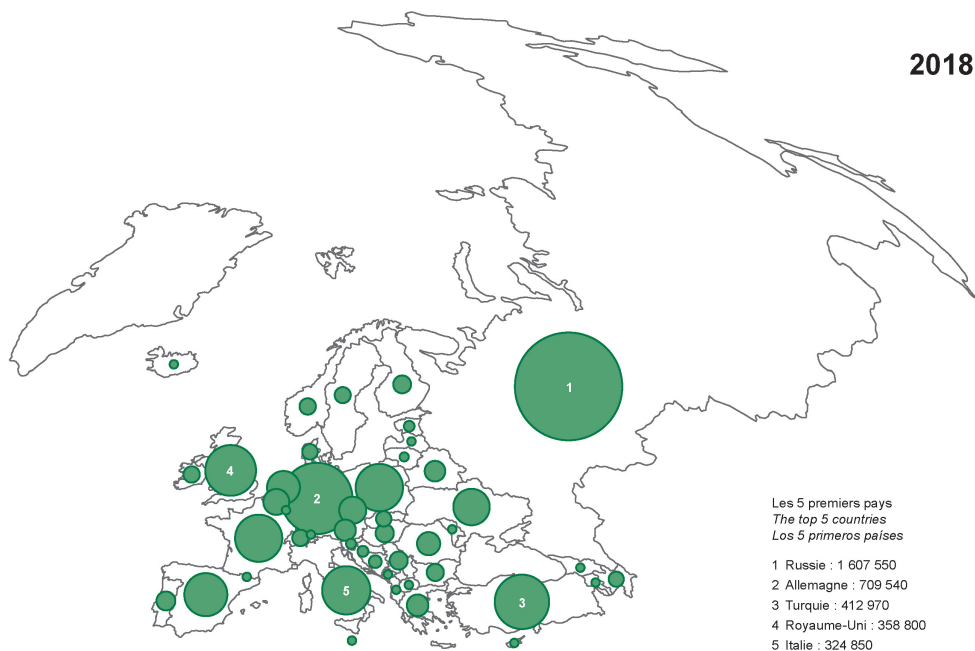 2018
1
4
2
5
3
Les 5 premiers pays
The top 5 countries
Los 5 primeros países
1 Russie : 1 607 550
2 Allemagne : 709 540
3 Turquie : 412 970
4 Royaume-Uni : 358 800
5 Italie : 324 850